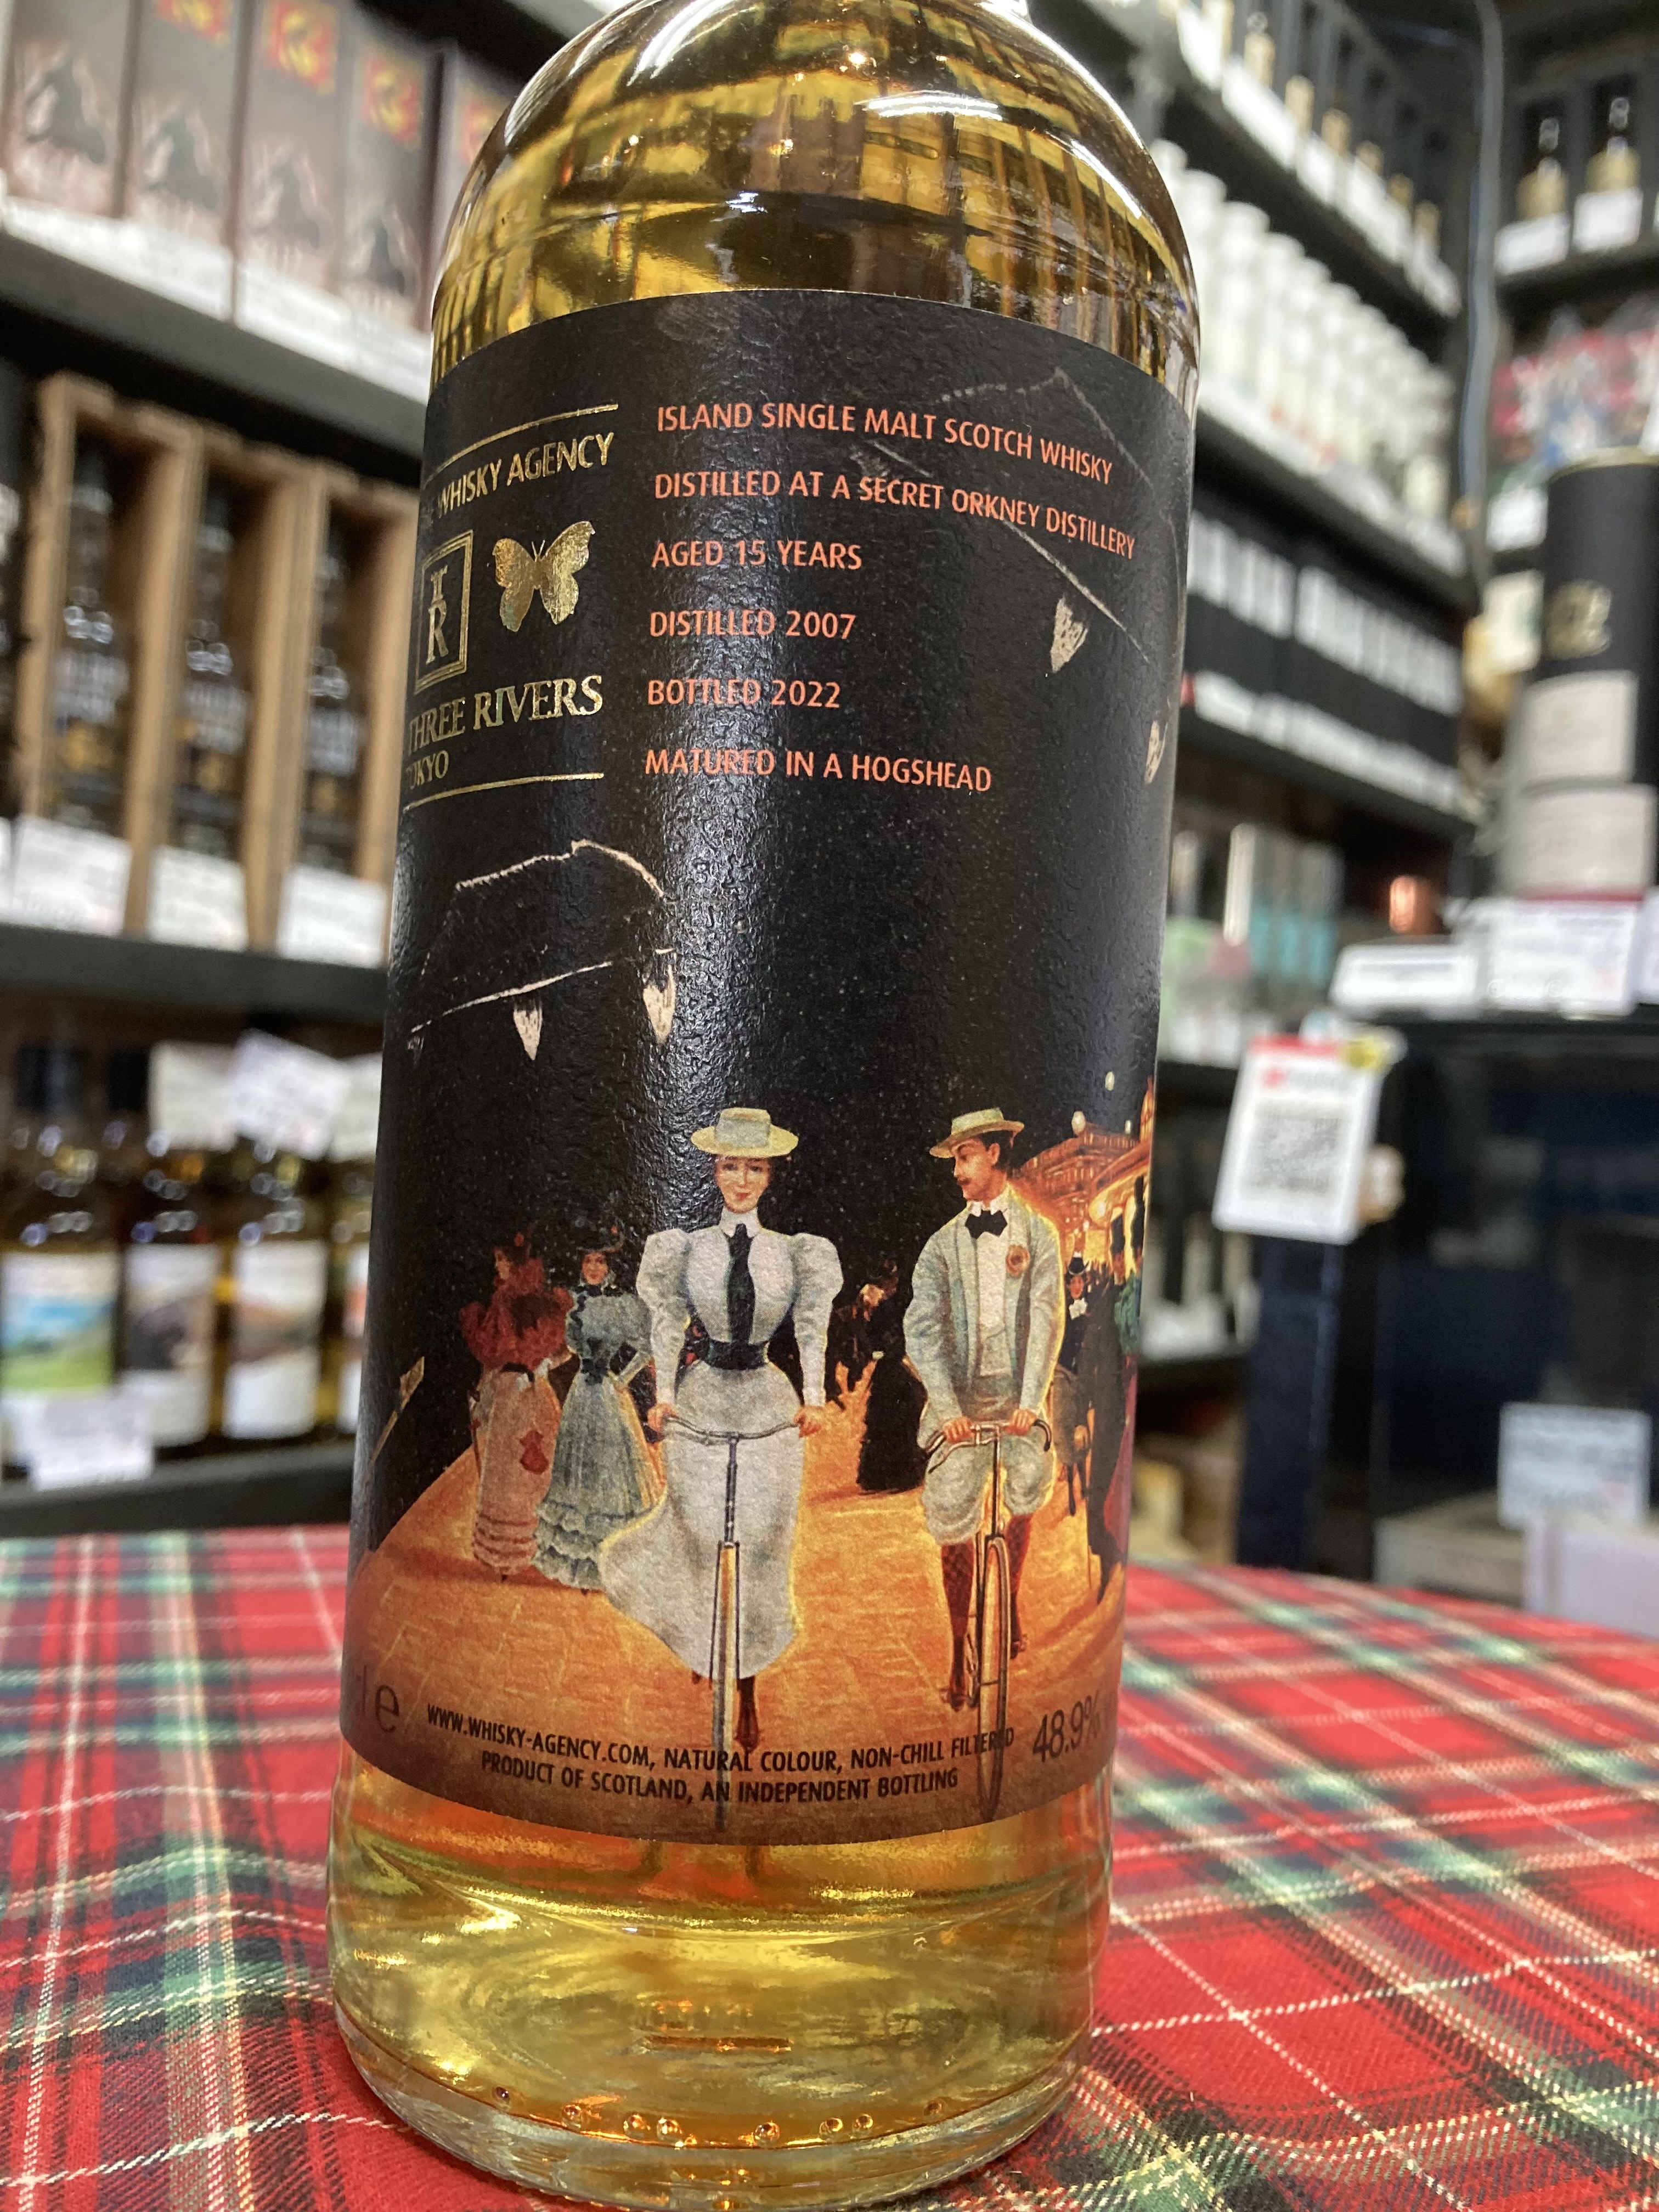 WHISKY AGENCY
T
R
THREE RIVERS
TOKYO
ISLAND SINGLE MALT SCOTCH WHISKY
DISTILLED AT A SECRET ORKNEY DISTILLERY
AGED 15 YEARS
DISTILLED 2007
BOTTLED 2022
MATURED IN A HOGSHEAD
e
WWW.WHISKY-AGENCY.COM, NATURAL COLOUR, NON-CHILL FILTERED
PRODUCT OF SCOTLAND, AN INDEPENDENT BOTTLING
48.9%